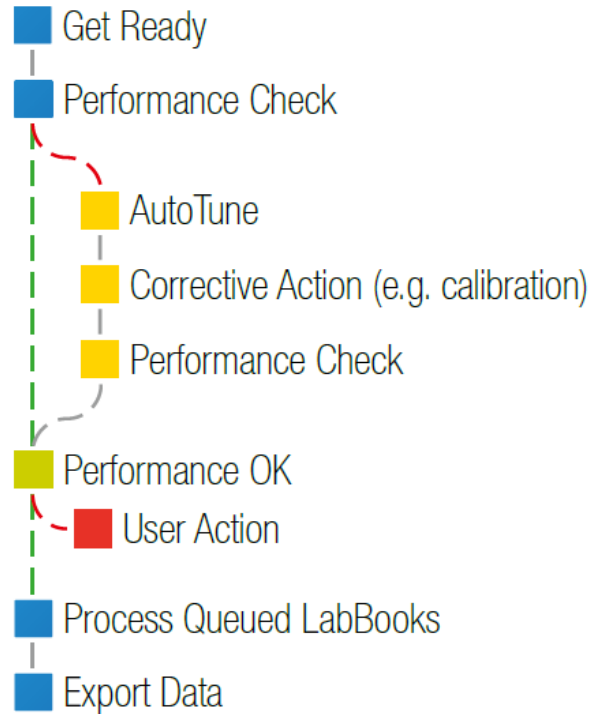 Get Ready
Performance Check
AutoTune
Corrective Action (e.g. calibration)
Performance Check
Performance OK
User Action
Process Queued LabBooks
Export Data